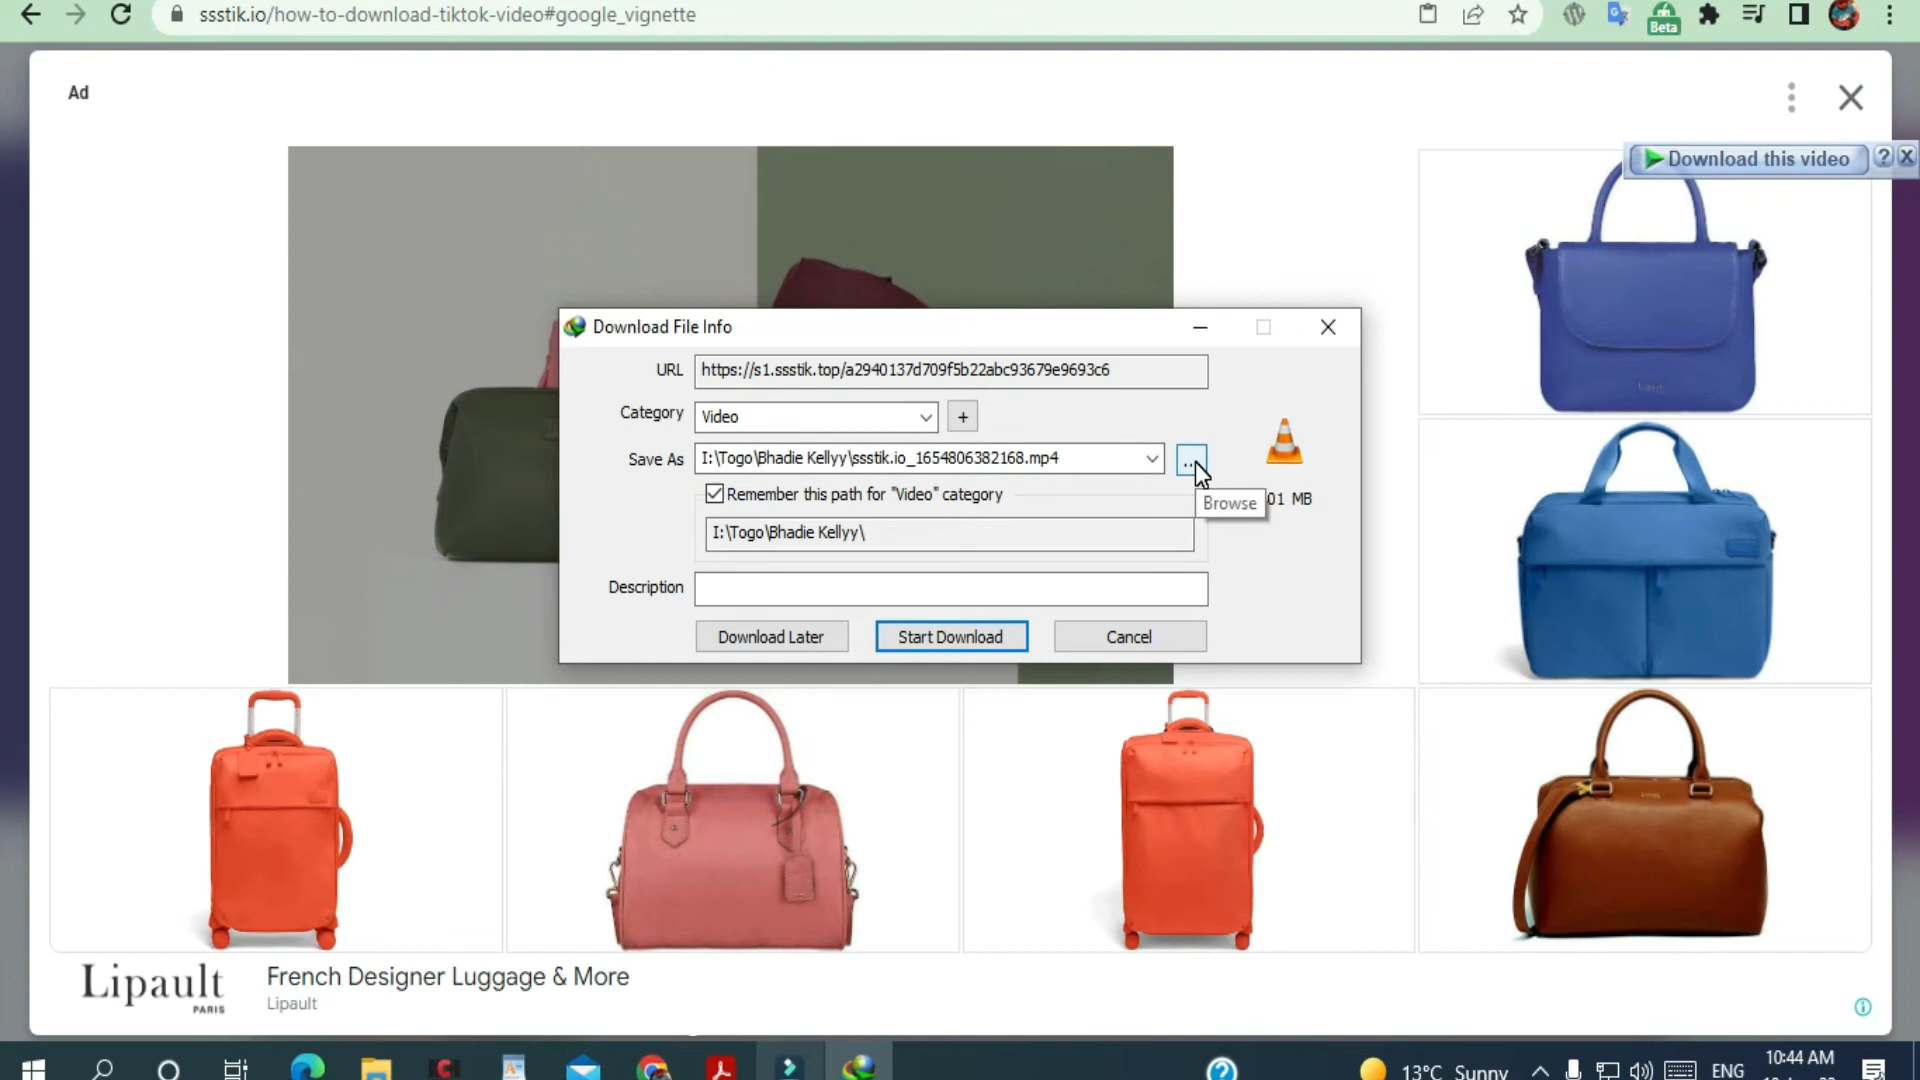 ssstik.io/how-to-download-tiktok-video#google_vignette
Beta
Ad
Download this video
?
Download File Info
URL
https://s1.ssstik.top/a2940137d709f5b22abc93679e9693c6
Category
Video
+
Save As
I:\Togo\Bhadie Kellyy\ssstik.io_1654806382168.mp4
...
Remember this path for "Video" category
Browse
01 MB
I:\Togo\Bhadie Kellyy\
Description
Download Later
Start Download
Cancel
Lipault
PARIS
French Designer Luggage & More
Lipault
13°C Sunny
ENG
10:44 AM